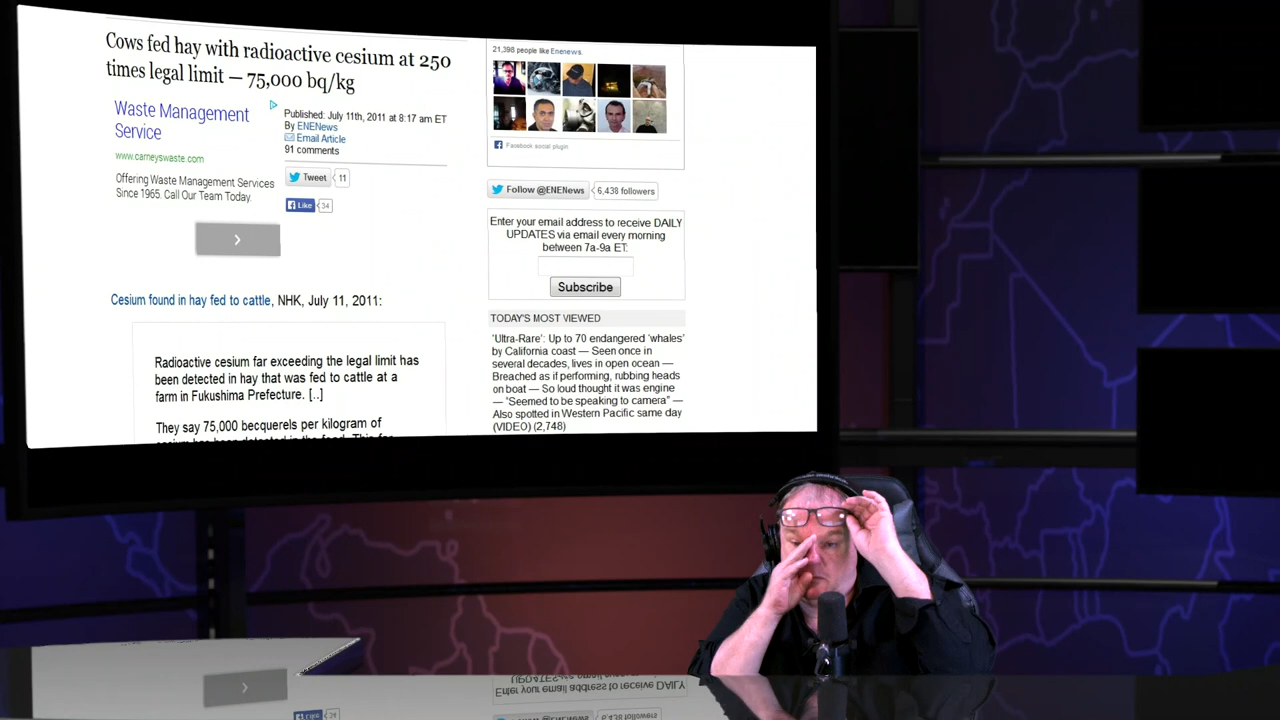 Cows fed hay with radioactive cesium at 250
times legal limit — 75,000 bq/kg
Waste Management
Service
www.carneyswaste.com
Offering Waste Management Services
Since 1965. Call Our Team Today.
Published: July 11th, 2011 at 8:17 am ET
By ENENews
Email Article
91 comments
Tweet 11
Like 34
Cesium found in hay fed to cattle, NHK, July 11, 2011:
Radioactive cesium far exceeding the legal limit has
been detected in hay that was fed to cattle at a
farm in Fukushima Prefecture. [..]
They say 75,000 becquerels per kilogram of
cesium has been detected in the feed. This far
21,398 people like Enenews.
Facebook social plugin
Follow @ENENews 6,438 followers
Enter your email address to receive DAILY
UPDATES via email every morning
between 7a-9a ET:
Subscribe
TODAY'S MOST VIEWED
'Ultra-Rare': Up to 70 endangered 'whales'
by California coast — Seen once in
several decades, lives in open ocean —
Breached as if performing, rubbing heads
on boat — So loud thought it was engine
— "Seemed to be speaking to camera" —
Also spotted in Western Pacific same day
(VIDEO) (2,748)